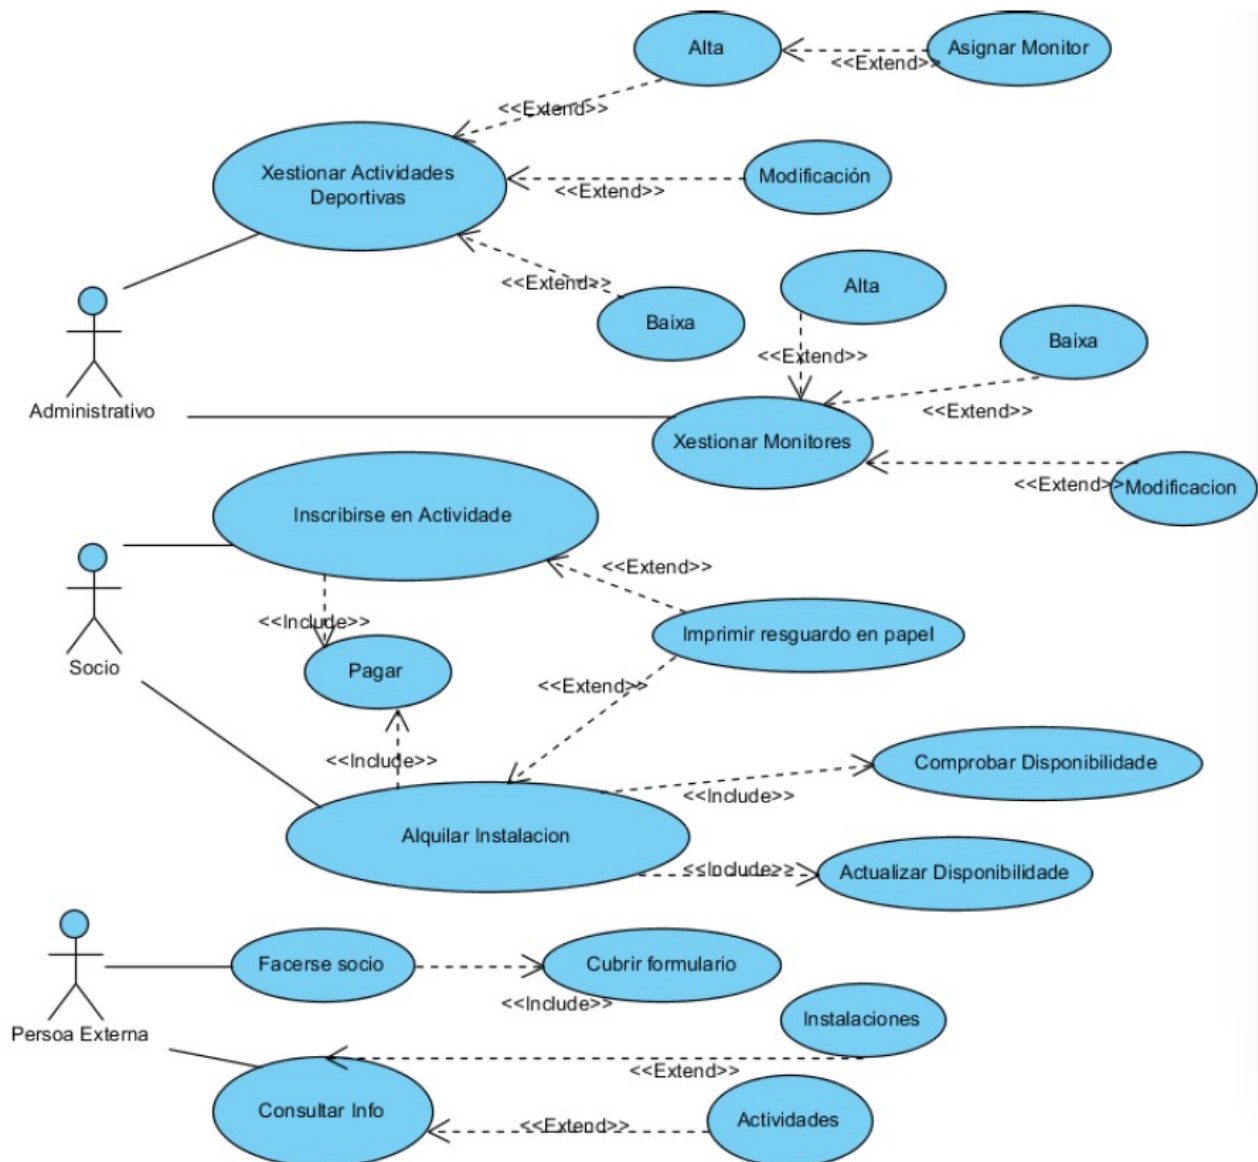 Alta
<<Extend>>
Asignar Monitor
<<Extend>>
Xestionar Actividades
Deportivas
<<Extend>>
Modificación
<<Extend>>
Baixa
Alta
<<Extend>>
Baixa
<<Extend>>
Administrativo
Xestionar Monitores
<<Extend>>
Modificacion
Inscribirse en Actividade
<<Extend>>
<<Include>>
Imprimir resguardo en papel
Socio
Pagar
<<Extend>>
<<Include>>
Comprobar Disponibilidade
<<Include>>
Alquilar Instalacion
<<Include>>
Actualizar Disponibilidade
Facerse socio
Cubrir formulario
<<Include>>
Instalaciones
Persoa Externa
<<Extend>>
Consultar Info
<<Extend>>
Actividades